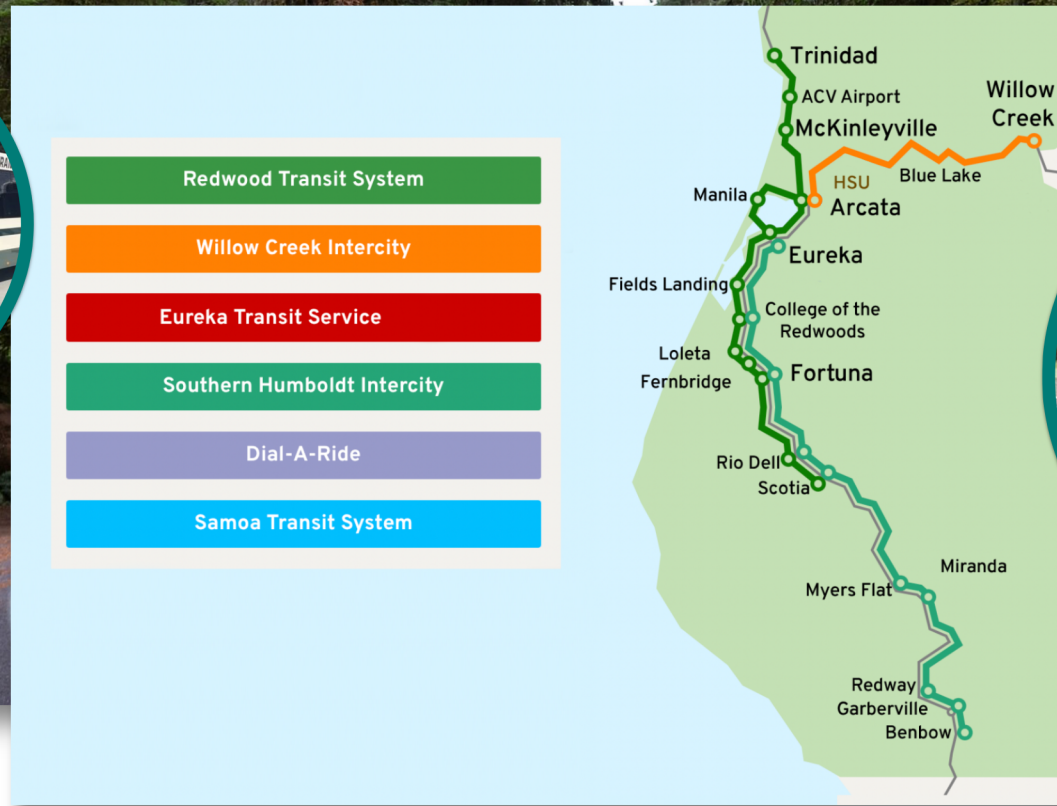 Redwood Transit System
Willow Creek Intercity
Eureka Transit Service
Southern Humboldt Intercity
Dial-A-Ride
Samoa Transit System
Trinidad
ACV Airport
McKinleyville
Willow
Creek
Blue Lake
HSU
Arcata
Manila
Eureka
Fields Landing
College of the
Redwoods
Loleta
Fernbridge
Fortuna
Rio Dell
Scotia
Miranda
Myers Flat
Redway
Garberville
Benbow